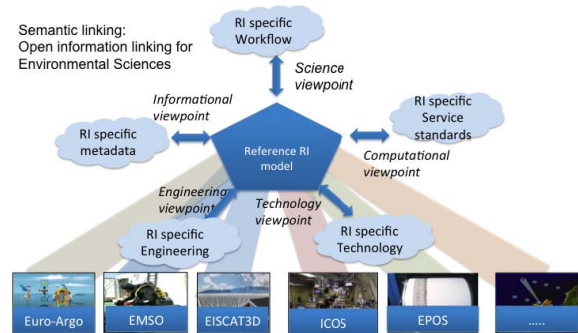 Semantic linking:
Open information linking for
Environmental Sciences
RI specific
Workflow
Science
viewpoint
Informational
viewpoint
RI specific
metadata
RI specific
Service
standards
Reference RI
model
Computational
viewpoint
Engineering
viewpoint
Technology
viewpoint
RI specific
Engineering
RI specific
Technology
Euro-Argo
EMSO
EISCAT3D
ICOS
EPOS
.....